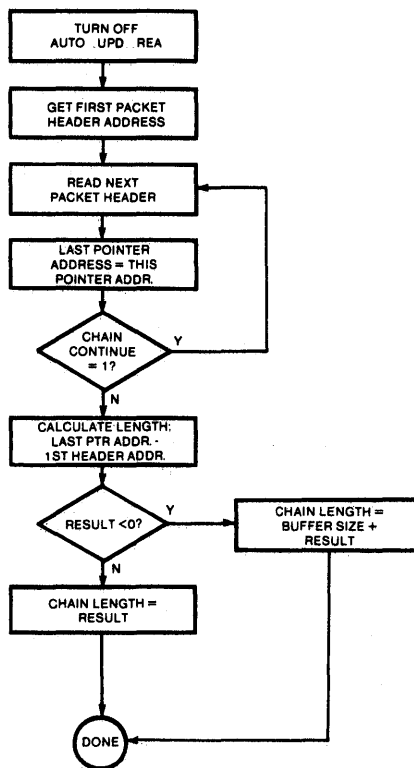 TURN OFF
AUTO UPD REA
GET FIRST PACKET
HEADER ADDRESS
READ NEXT
PACKET HEADER
LAST POINTER
ADDRESS = THIS
POINTER ADDR.
CHAIN
CONTINUE
= 1?
Y
N
CALCULATE LENGTH:
LAST PTR ADDR. -
1ST HEADER ADDR.
RESULT <0?
Y
N
CHAIN LENGTH =
BUFFER SIZE +
RESULT
CHAIN LENGTH =
RESULT
DONE